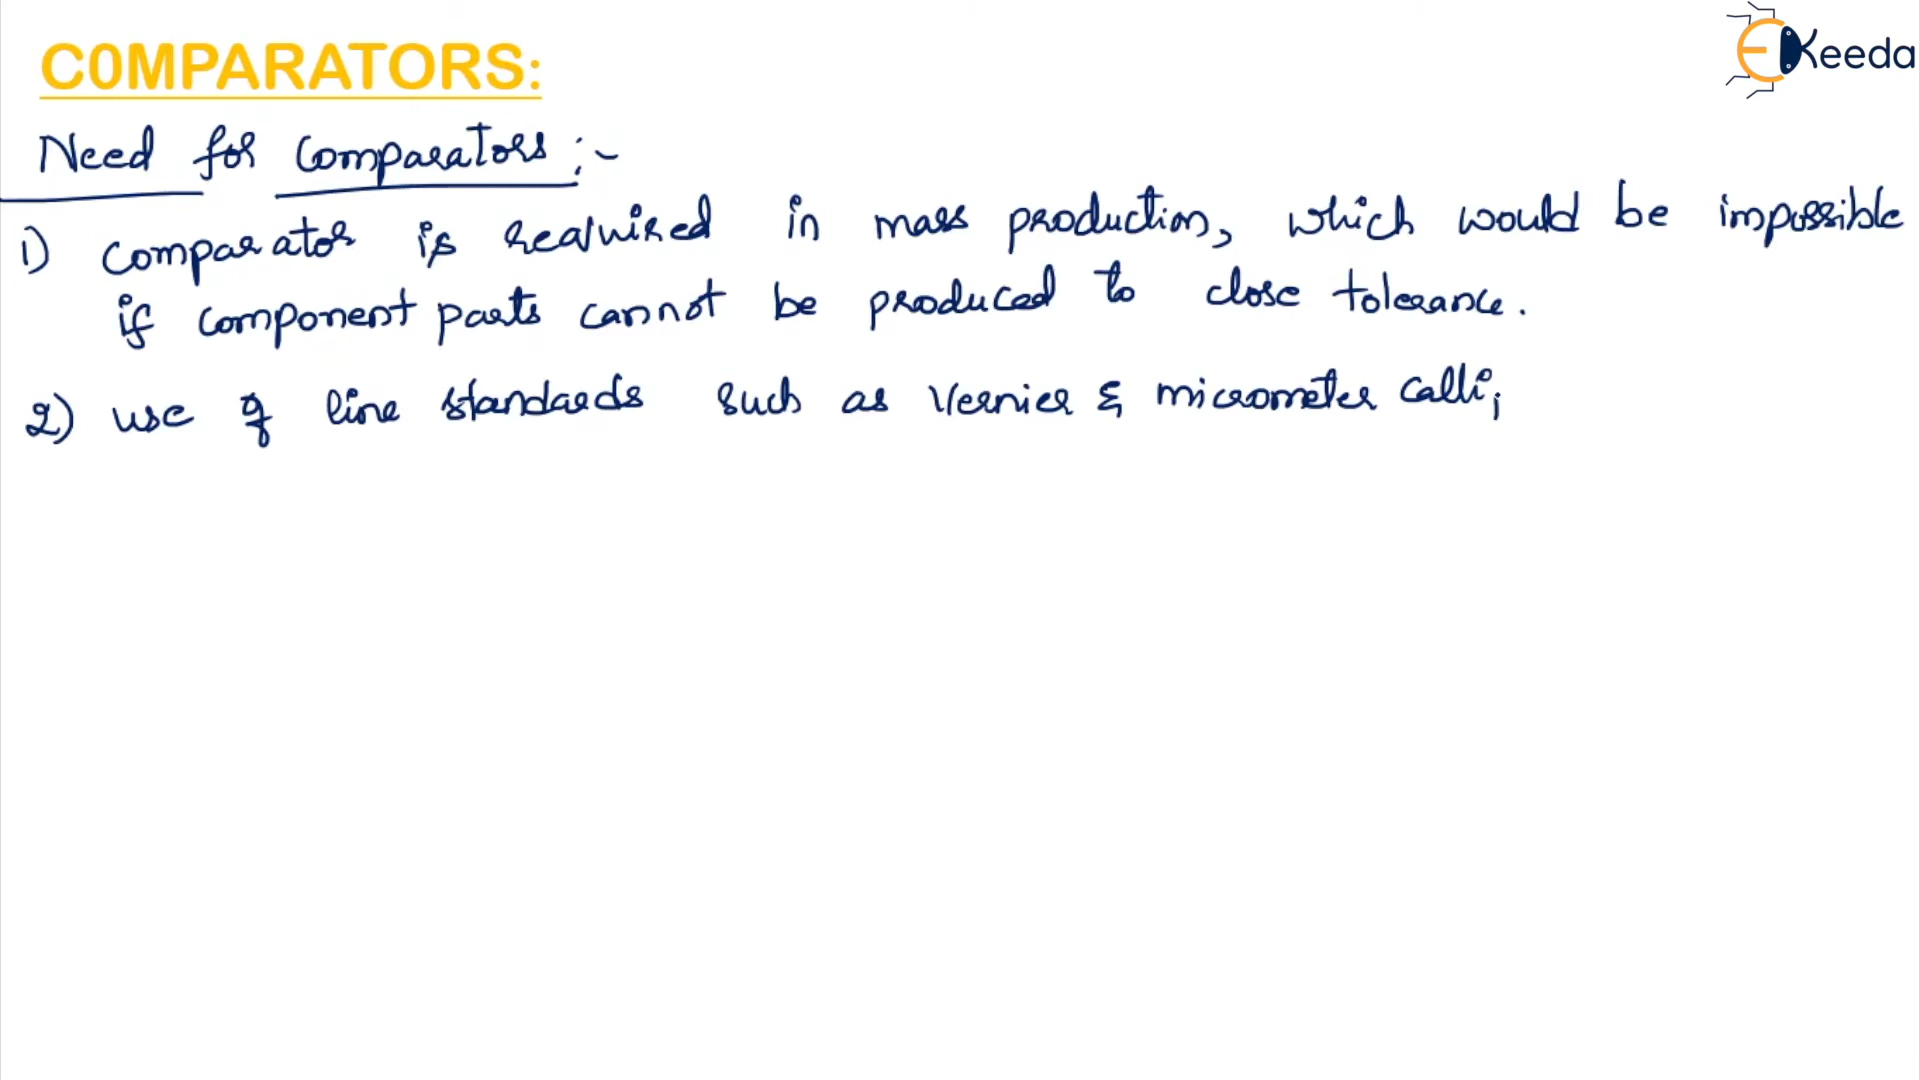 C0MPARATORS:
EKeeda
Need for Comparators :-
1) Comparator is required in mass production, which would be impossible
if component parts cannot be produced to close tolerance.
2) use of line standards such as Vernier & micrometer calli